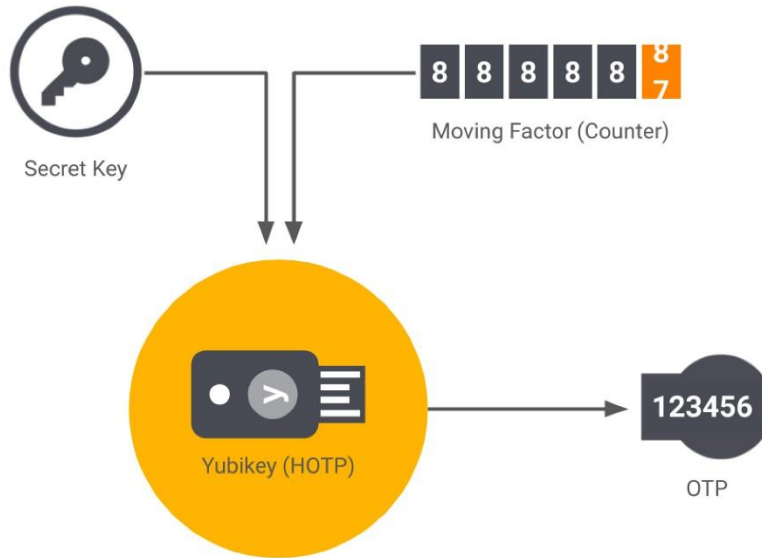 8 8 8 8 8 8
7
Moving Factor (Counter)
Secret Key
y
Yubikey (HOTP)
123456
OTP